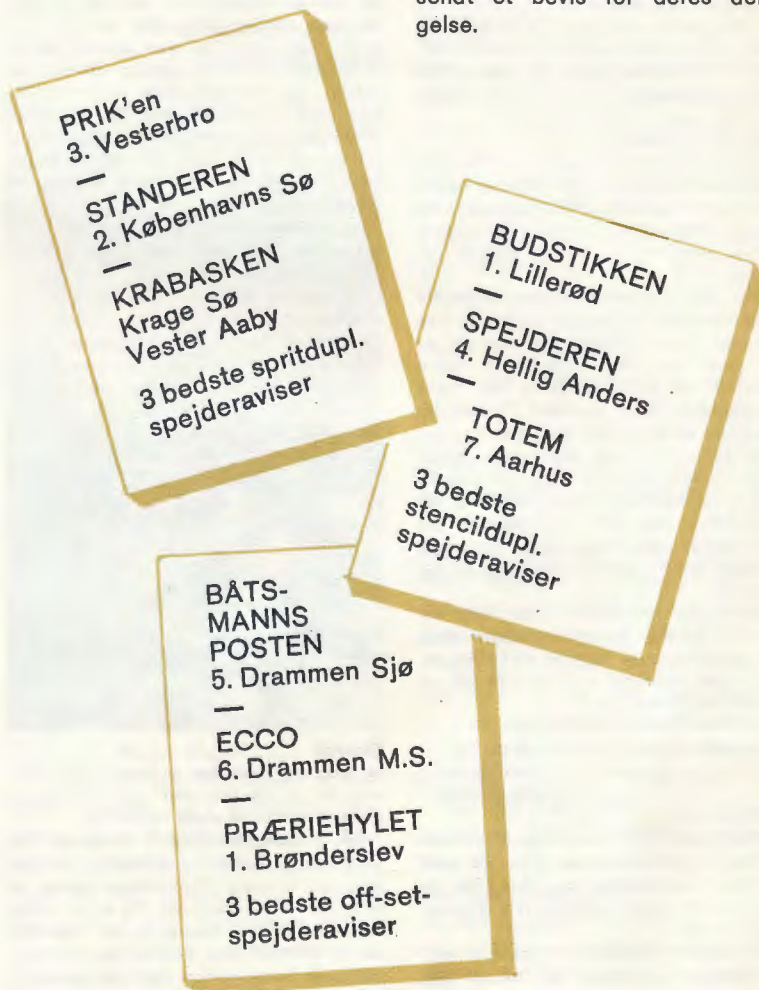 gelse.
PRIK'en
3. Vesterbro
—
STANDEREN
2. Københavns Sø
—
KRABASKEN
Krage Sø
Vester Aaby
3 bedste spritdupl.
spejderaviser
BUDSTIKKEN
1. Lillerød
—
SPEJDEREN
4. Hellig Anders
—
TOTEM
7. Aarhus
3 bedste
stencildupl.
spejderaviser
BÅTS-
MANNS
POSTEN
5. Drammen Sjø
—
ECCO
6. Drammen M.S.
—
PRÆRIEHYLET
1. Brønderslev
3 bedste off-set-
spejderaviser